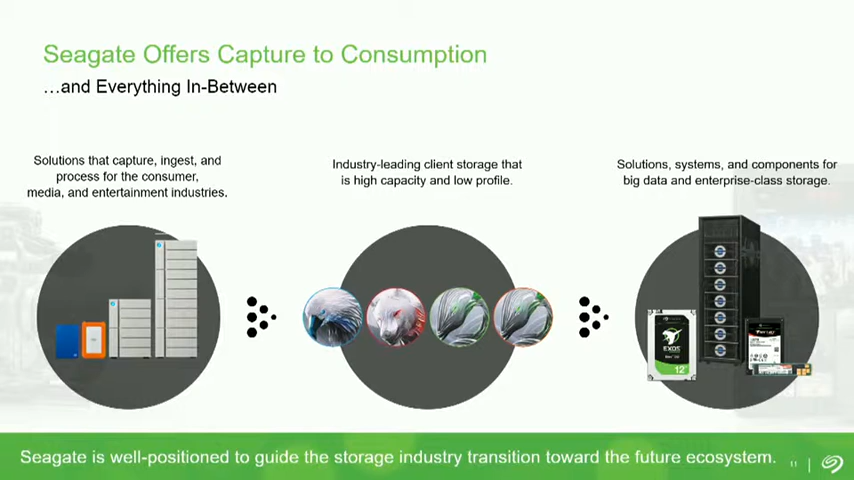 Seagate Offers Capture to Consumption
…and Everything In-Between
Solutions that capture, ingest, and
process for the consumer,
media, and entertainment industries.
Industry-leading client storage that
is high capacity and low profile.
Solutions, systems, and components for
big data and enterprise-class storage.
EXOS
12
Seagate is well-positioned to guide the storage industry transition toward the future ecosystem.
11